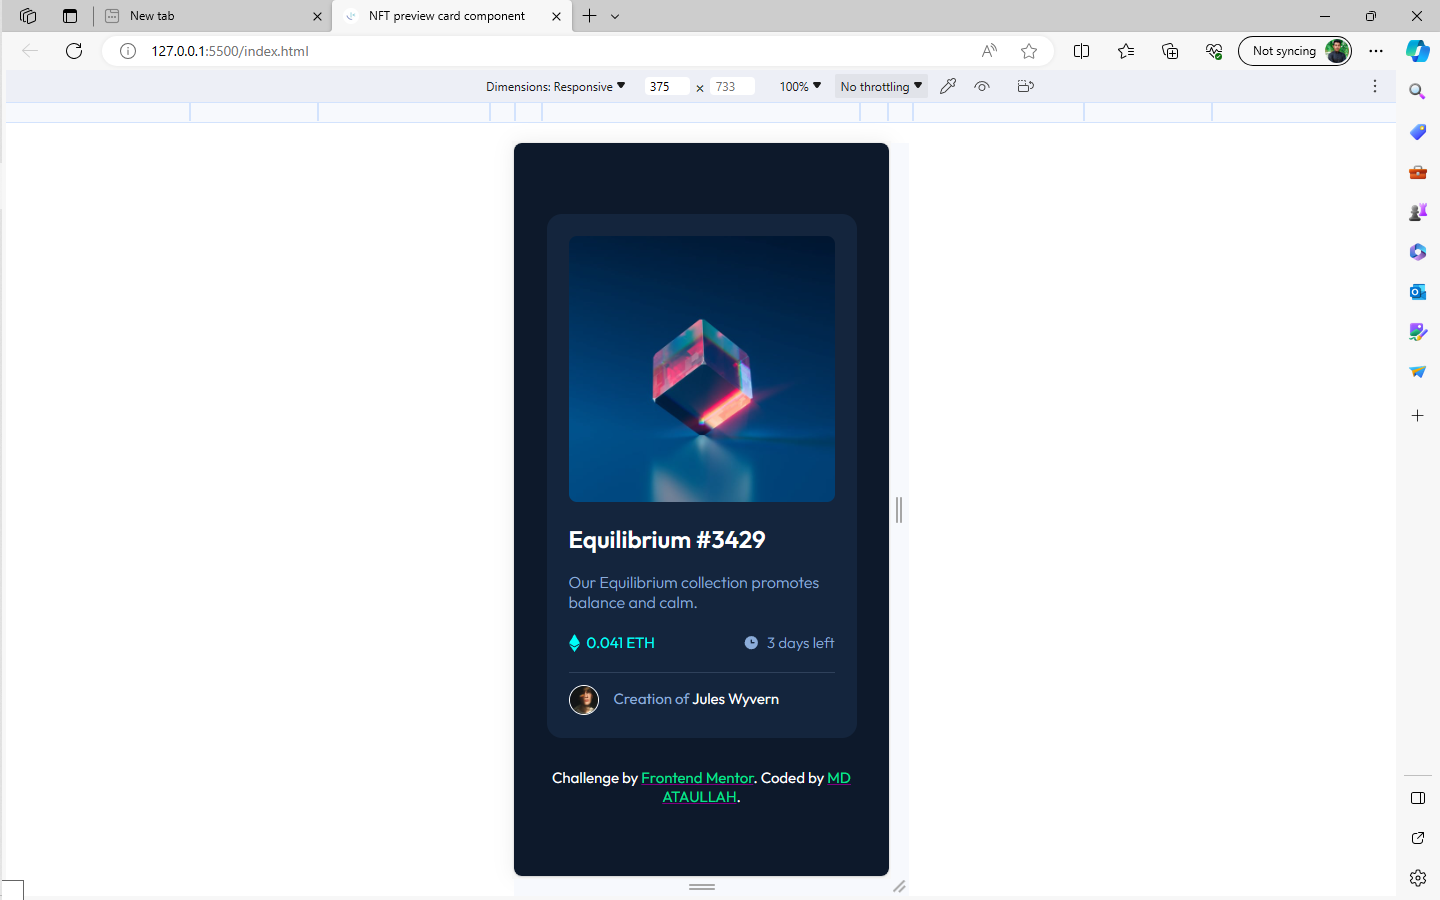 New tab
NFT preview card component
127.0.0.1:5500/index.html
Not syncing
Dimensions: Responsive 375 × 733 100% No throttling
Equilibrium #3429
Our Equilibrium collection promotes
balance and calm.
0.041 ETH 3 days left
Creation of Jules Wyvern
Challenge by Frontend Mentor. Coded by MD
ATAULLAH.